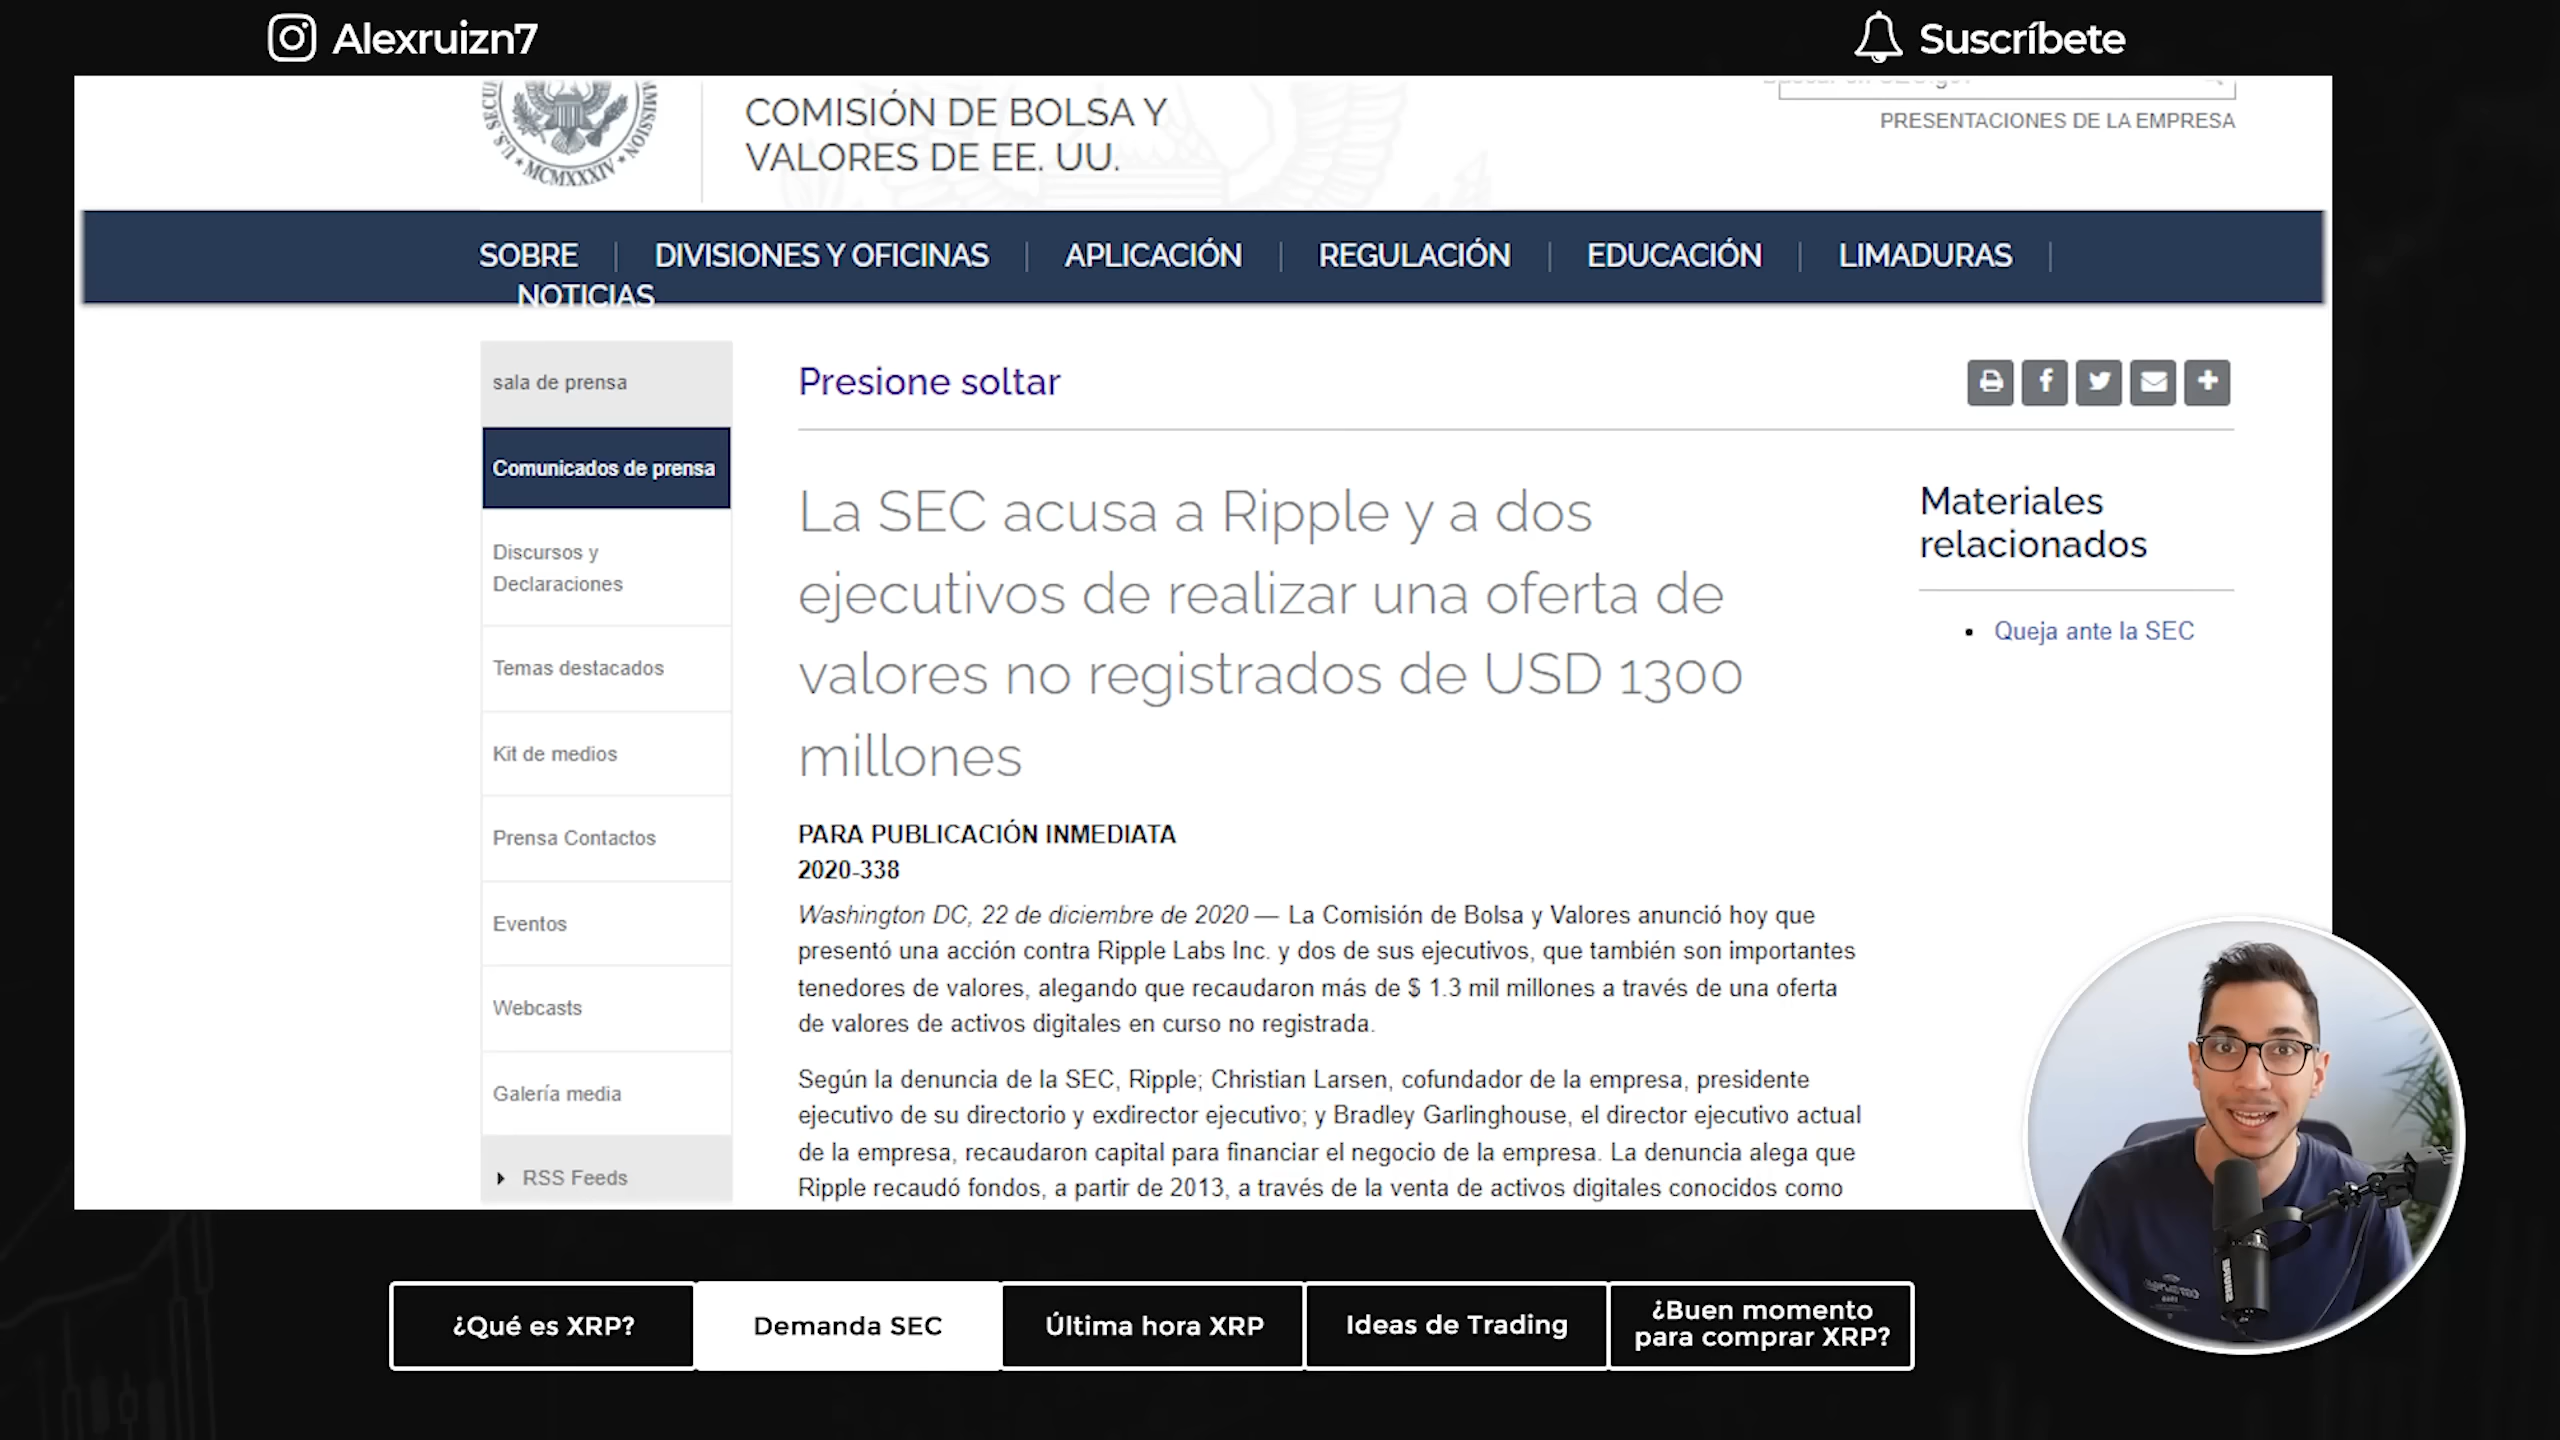 Alexruizn7
Suscríbete
U.S. SECU
MMISSION
MCMXXXIV
COMISIÓN DE BOLSA Y
VALORES DE EE. UU.
PRESENTACIONES DE LA EMPRESA
SOBRE
DIVISIONES Y OFICINAS
APLICACIÓN
REGULACIÓN
EDUCACIÓN
LIMADURAS
NOTICIAS
sala de prensa
Comunicados de prensa
Discursos y
Declaraciones
Temas destacados
Kit de medios
Prensa Contactos
Eventos
Webcasts
Galería media
RSS Feeds
Presione soltar
La SEC acusa a Ripple y a dos
ejecutivos de realizar una oferta de
valores no registrados de USD 1300
millones
PARA PUBLICACIÓN INMEDIATA
2020-338
Washington DC, 22 de diciembre de 2020 — La Comisión de Bolsa y Valores anunció hoy que
presentó una acción contra Ripple Labs Inc. y dos de sus ejecutivos, que también son importantes
tenedores de valores, alegando que recaudaron más de $ 1.3 mil millones a través de una oferta
de valores de activos digitales en curso no registrada.
Según la denuncia de la SEC, Ripple; Christian Larsen, cofundador de la empresa, presidente
ejecutivo de su directorio y exdirector ejecutivo; y Bradley Garlinghouse, el director ejecutivo actual
de la empresa, recaudaron capital para financiar el negocio de la empresa. La denuncia alega que
Ripple recaudó fondos, a partir de 2013, a través de la venta de activos digitales conocidos como
Materiales
relacionados
• Queja ante la SEC
¿Qué es XRP?
Demanda SEC
Última hora XRP
Ideas de Trading
¿Buen momento
para comprar XRP?